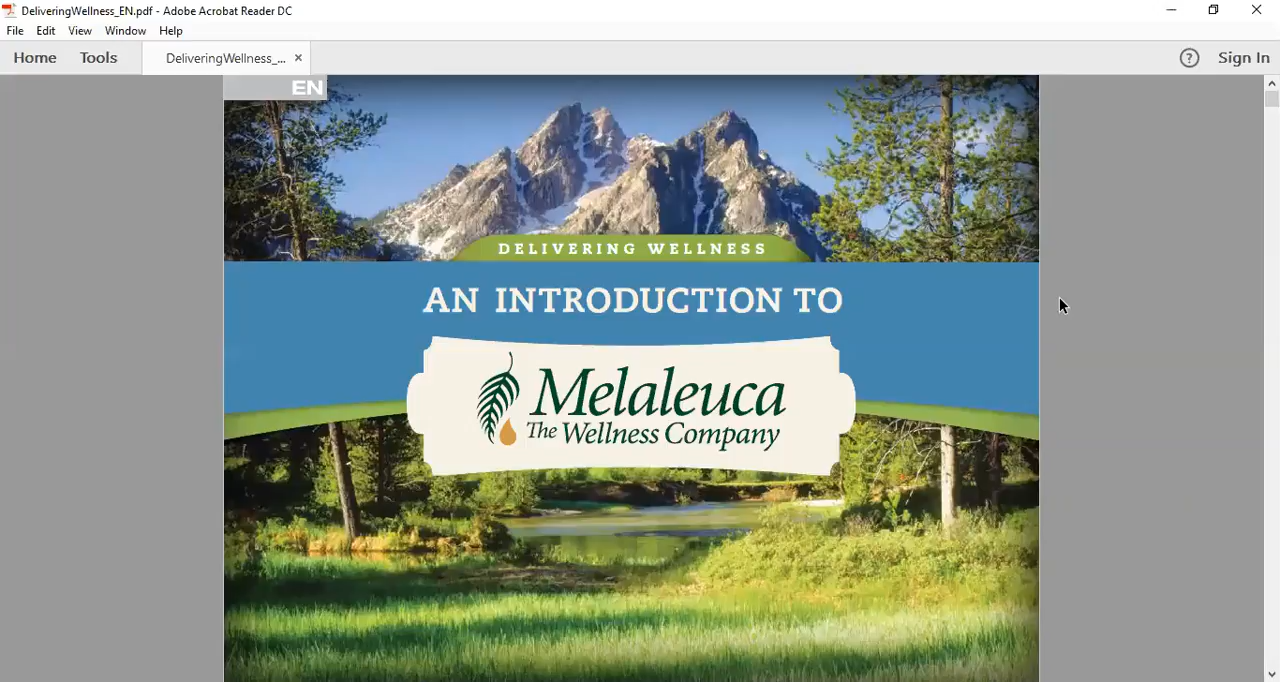 DeliveringWellness_EN.pdf - Adobe Acrobat Reader DC
File Edit View Window Help
Home Tools DeliveringWellness_... × ? Sign In
EN
DELIVERING WELLNESS
AN INTRODUCTION TO
Melaleuca
The Wellness Company